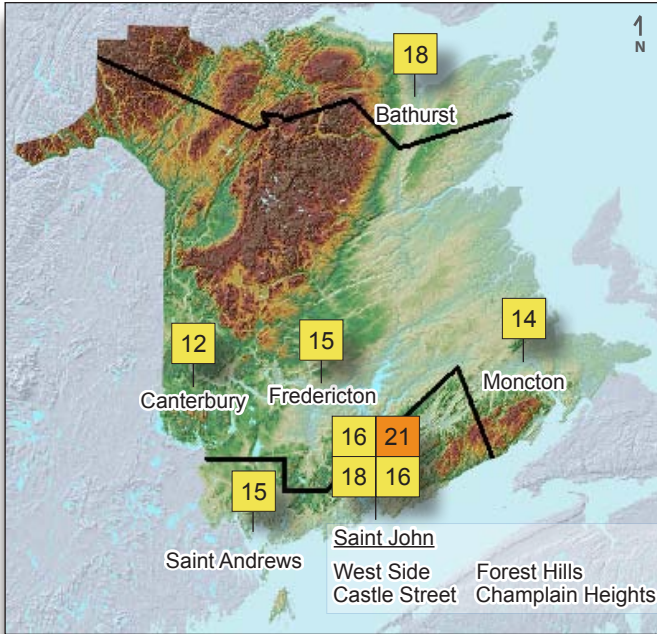 N
18
Bathurst
12
Canterbury
15
Fredericton
14
Moncton
16 21
18 16
15
Saint Andrews
Saint John
West Side Forest Hills
Castle Street Champlain Heights